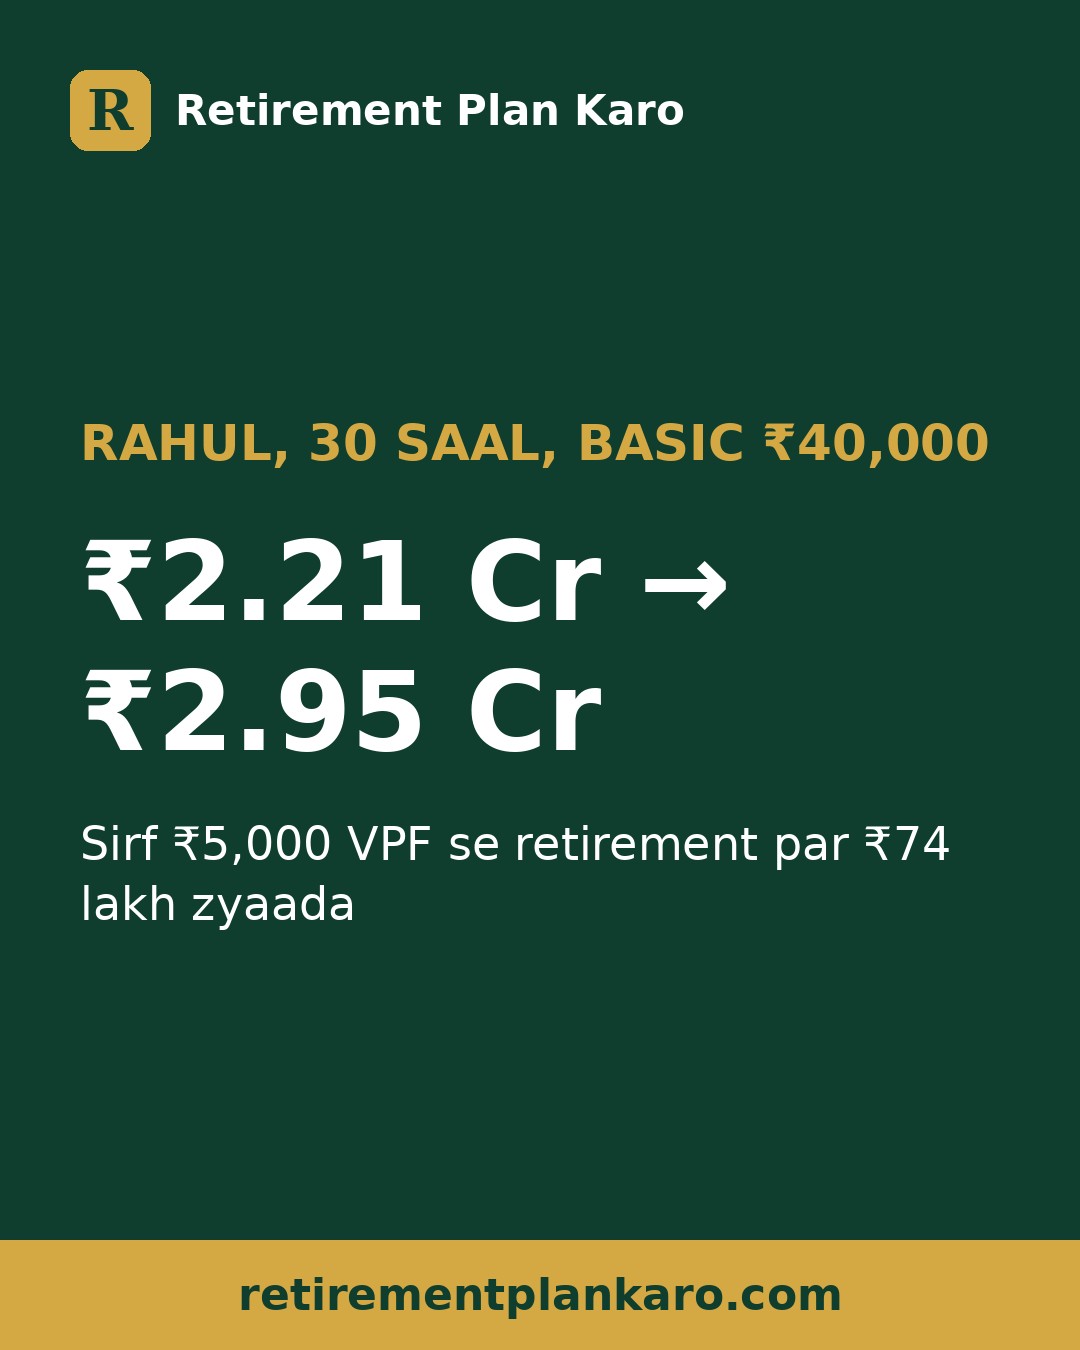 R
Retirement Plan Karo
RAHUL, 30 SAAL, BASIC ₹40,000
₹2.21 Cr →
₹2.95 Cr
Sirf ₹5,000 VPF se retirement par ₹74
lakh zyaada
retirementplankaro.com